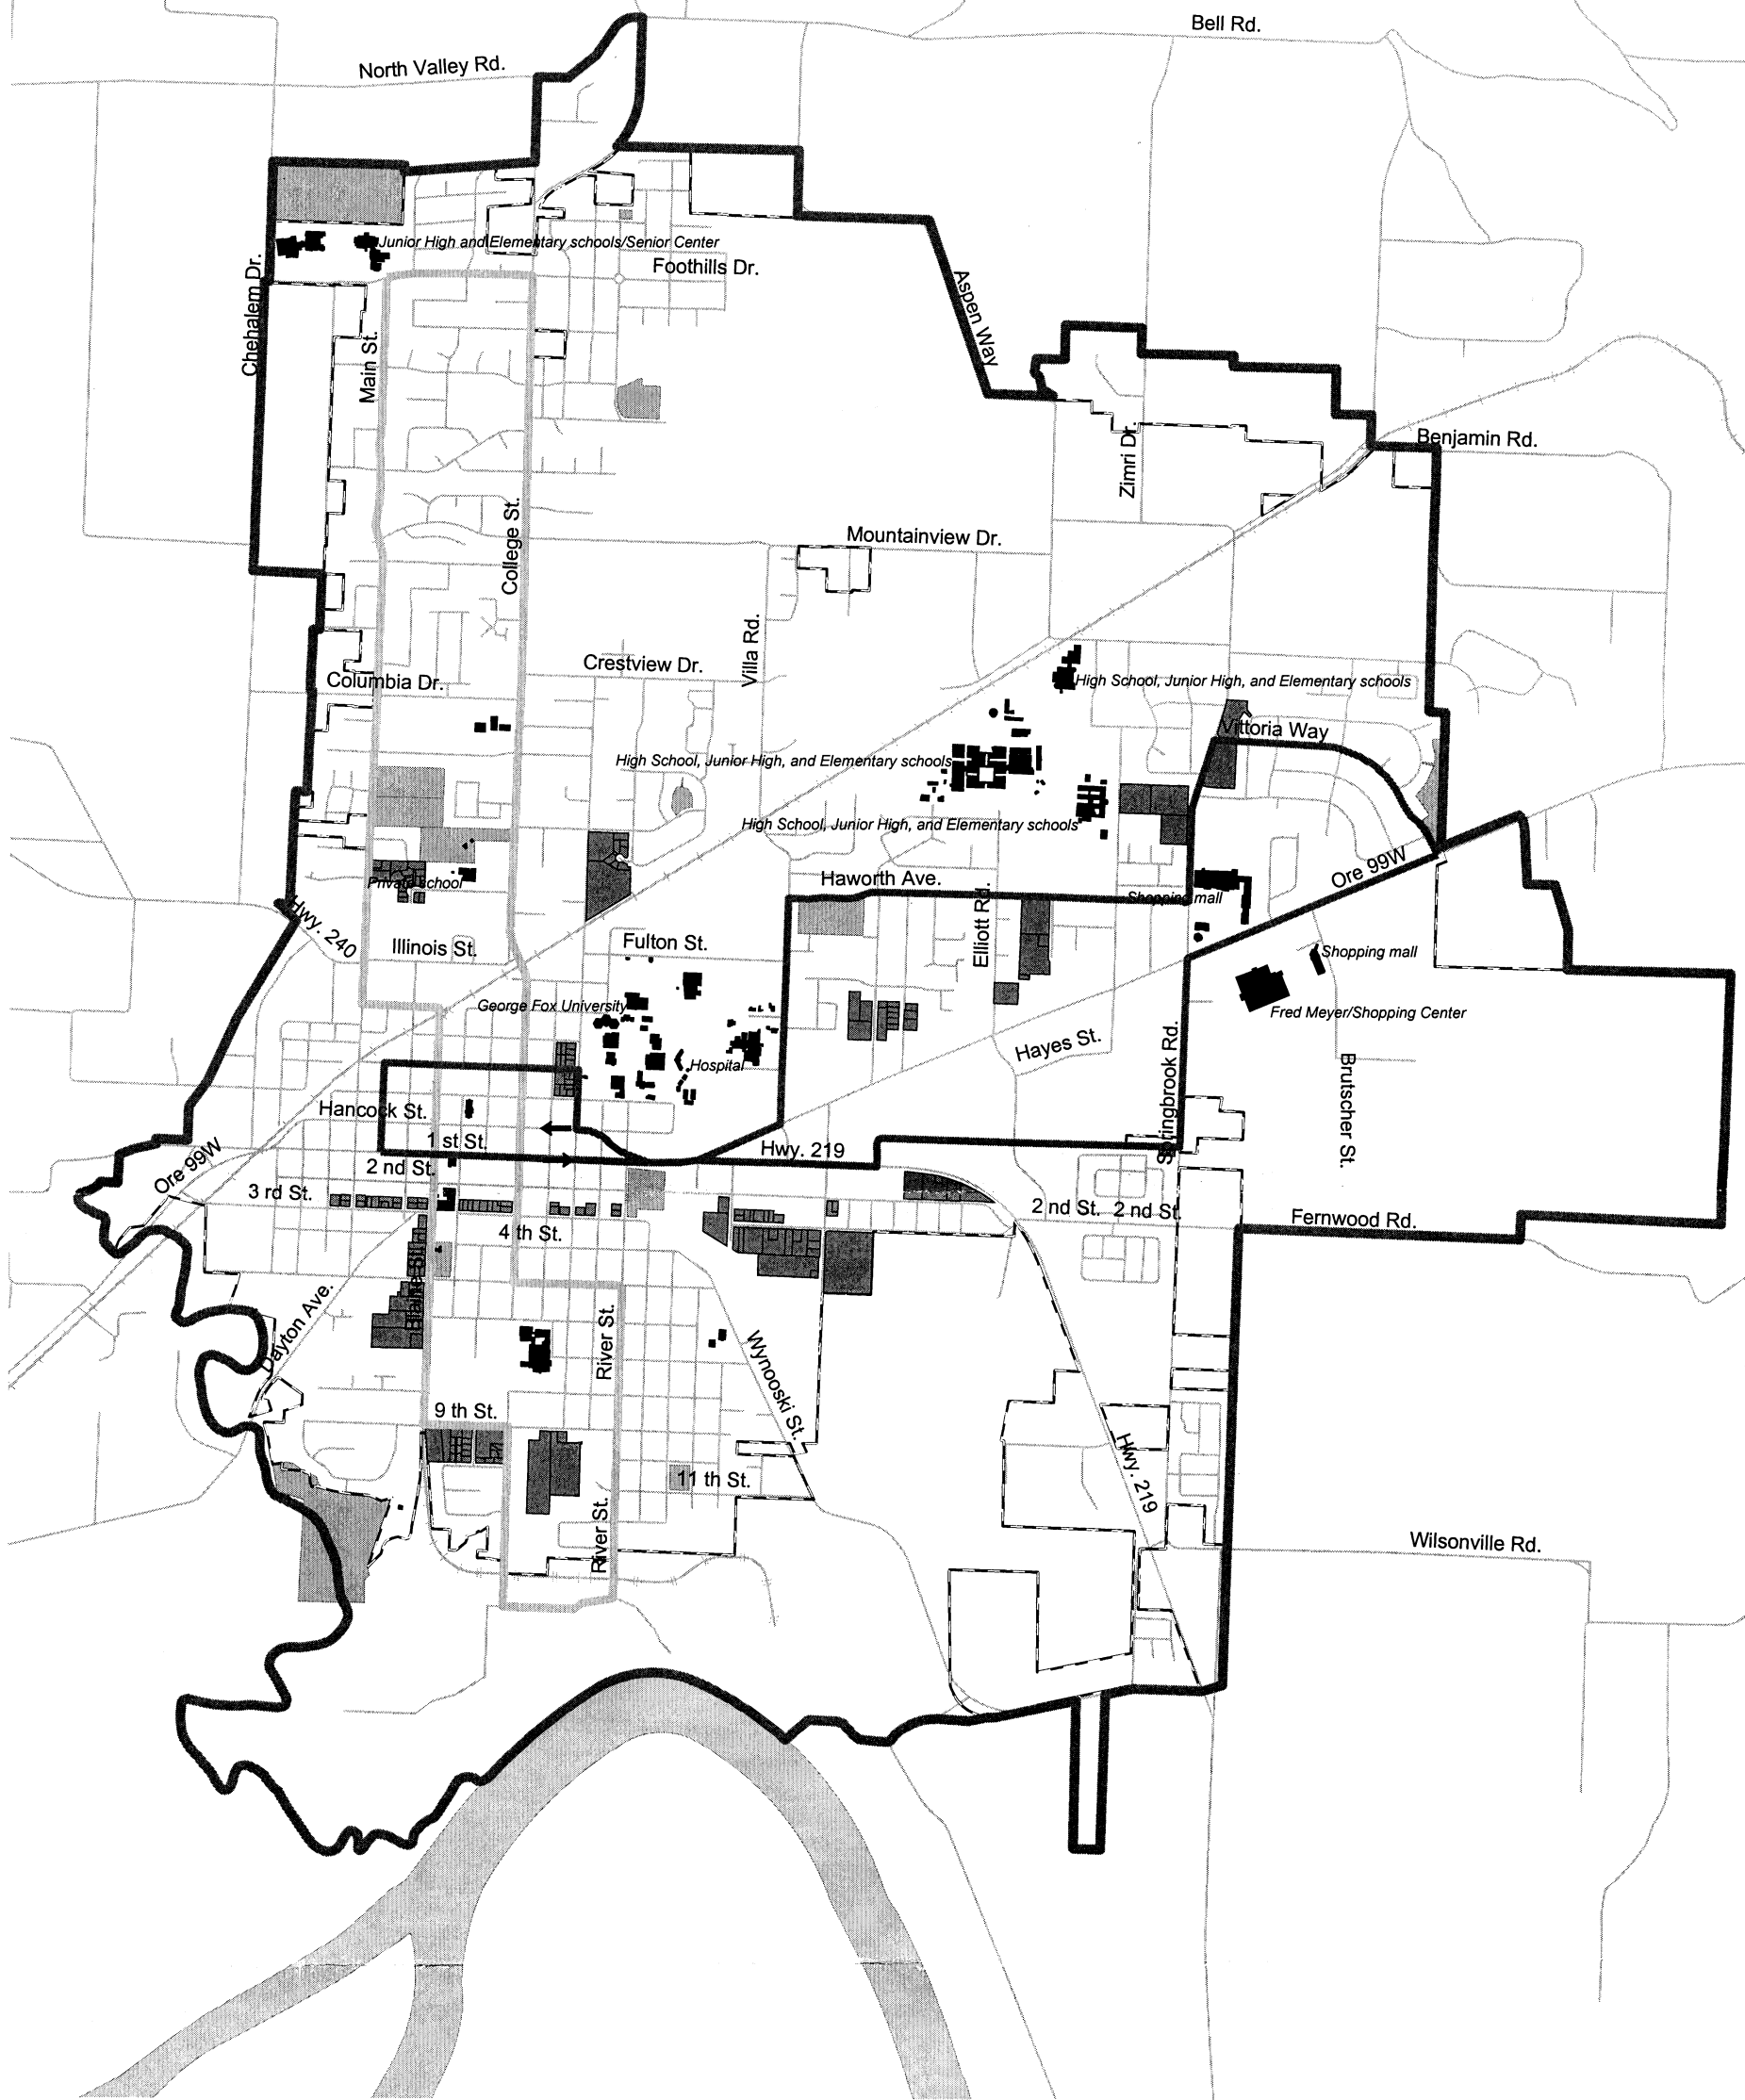 Bell Rd.
North Valley Rd.
Junior High and Elementary schools/Senior Center
Foothills Dr.
Chehalem Dr.
Aspen Way
Main St.
Benjamin Rd.
Zimri Dr.
College St.
Mountainview Dr.
Villa Rd.
Crestview Dr.
Columbia Dr.
High School, Junior High, and Elementary schools
Vittoria Way
High School, Junior High, and Elementary schools
High School, Junior High, and Elementary schools
Ore 99W
Haworth Ave.
Private school
Shopping mall
Elliott Rd.
Hwy. 240
Illinois St.
Fulton St.
Shopping mall
George Fox University
Fred Meyer/Shopping Center
Hayes St.
Hospital
Springbrook Rd.
Brutscher St.
Hancock St.
1 st St.
Hwy. 219
2 nd St.
Ore 99W
3 rd St.
2 nd St.
2 nd St.
Fernwood Rd.
4 th St.
Dayton Ave.
River St.
Wynooski St.
9 th St.
11 th St.
Hwy. 219
River St.
Wilsonville Rd.